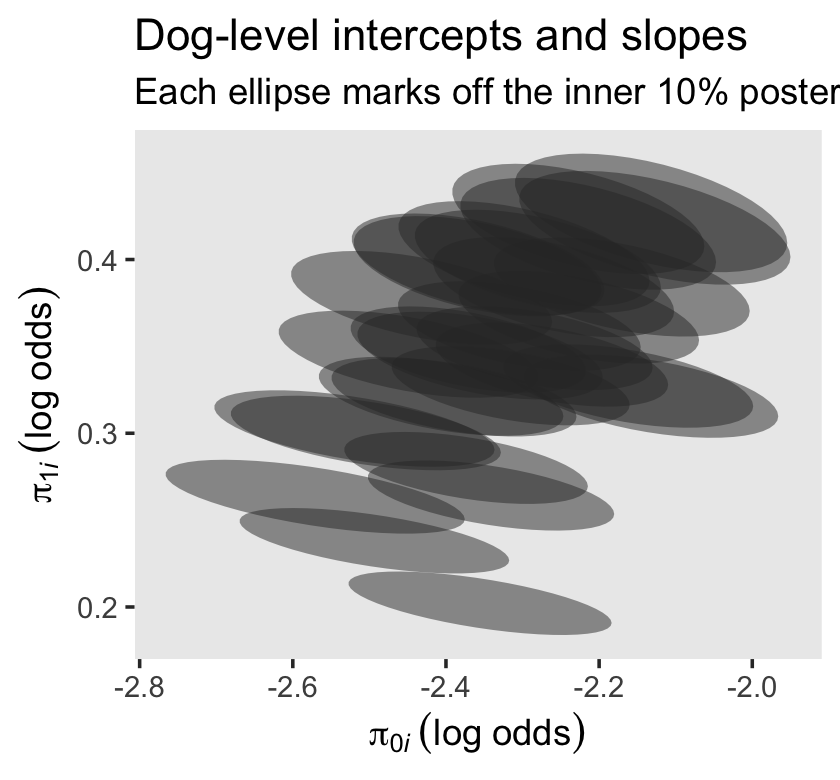 Dog-level intercepts and slopes
Each ellipse marks off the inner 10% poster
0.4
0.3
0.2
π1i (log odds)
-2.8 -2.6 -2.4 -2.2 -2.0
π0i (log odds)